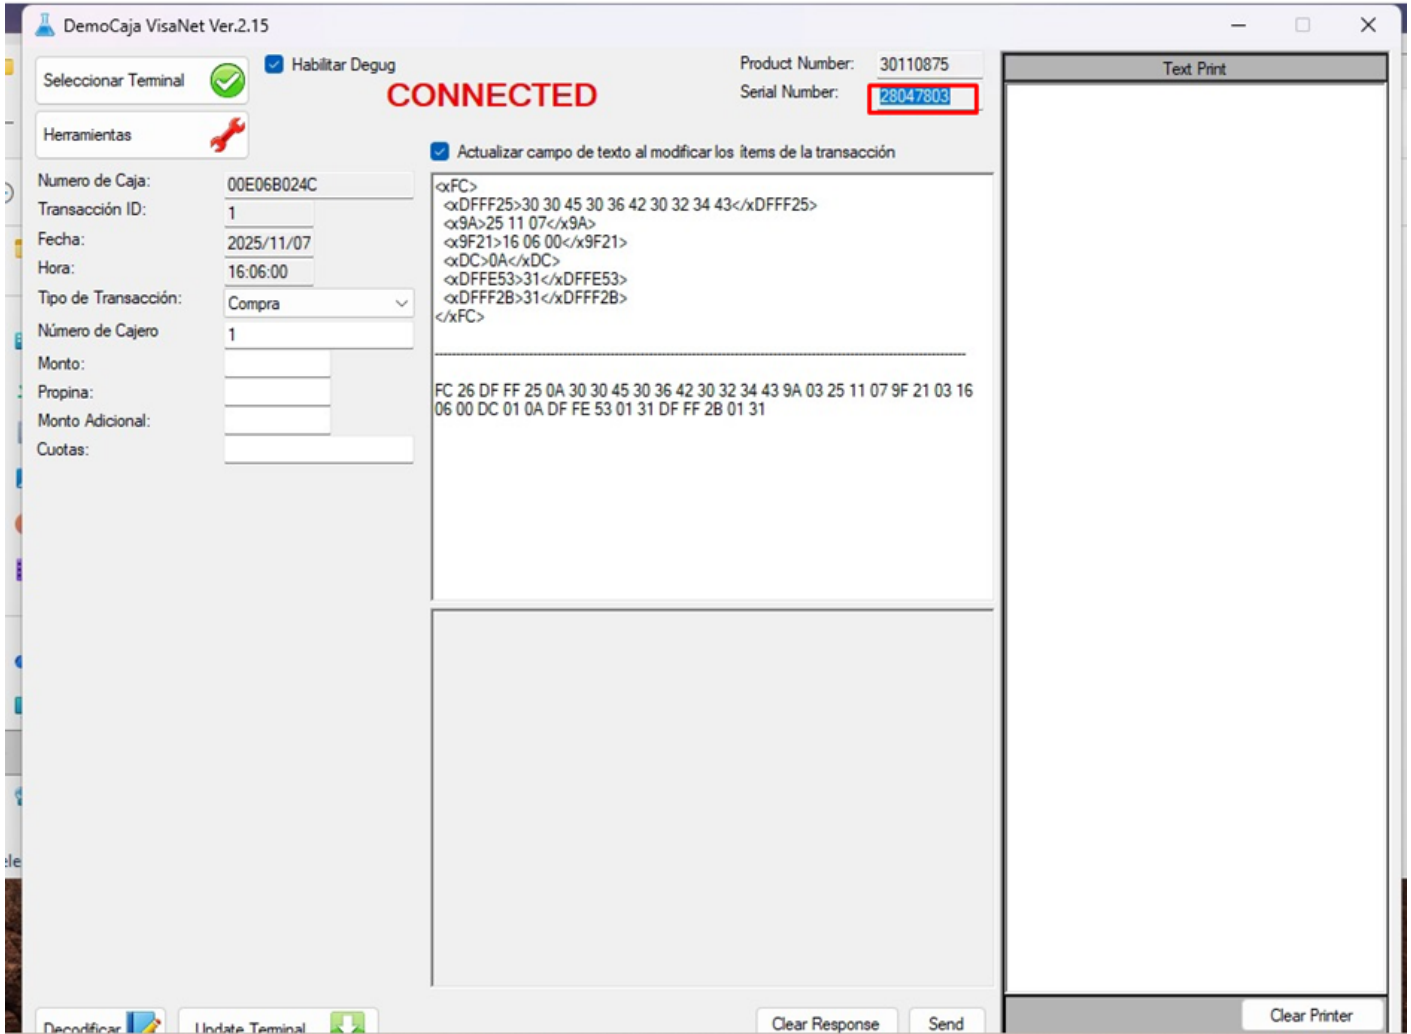 DemoCaja VisaNet Ver.2.15
Seleccionar Terminal
Habilitar Degug
CONNECTED
Product Number: 30110875
Serial Number: 28047803
Text Print
Herramientas
Actualizar campo de texto al modificar los ítems de la transacción
Numero de Caja: 00E06B024C
Transacción ID: 1
Fecha: 2025/11/07
Hora: 16:06:00
Tipo de Transacción: Compra
Número de Cajero 1
Monto:
Propina:
Monto Adicional:
Cuotas:
<xFC>
<xDFFF25>30 30 45 30 36 42 30 32 34 43</xDFFF25>
<x9A>25 11 07</x9A>
<x9F21>16 06 00</x9F21>
<xDC>0A</xDC>
<xDFFE53>31</xDFFE53>
<xDFFF2B>31</xDFFF2B>
</xFC>
FC 26 DF FF 25 0A 30 30 45 30 36 42 30 32 34 43 9A 03 25 11 07 9F 21 03 16
06 00 DC 01 0A DF FE 53 01 31 DF FF 2B 01 31
Decodificar
Update Terminal
Clear Response
Send
Clear Printer